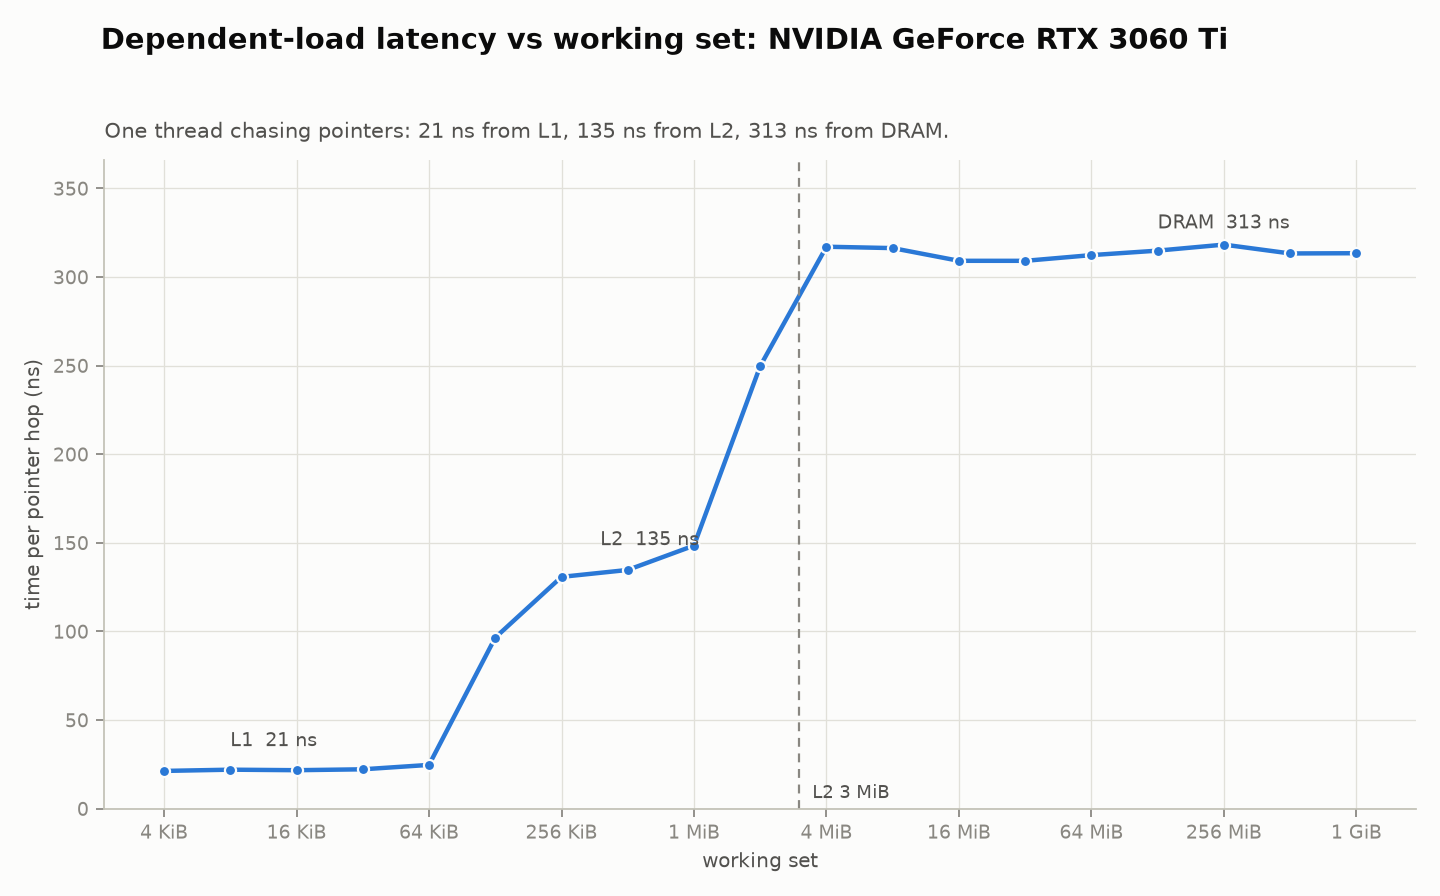 Dependent-load latency vs working set: NVIDIA GeForce RTX 3060 Ti
One thread chasing pointers: 21 ns from L1, 135 ns from L2, 313 ns from DRAM.
time per pointer hop (ns)
350
300
250
200
150
100
50
0
DRAM 313 ns
L2 135 ns
L1 21 ns
L2 3 MiB
4 KiB 16 KiB 64 KiB 256 KiB 1 MiB 4 MiB 16 MiB 64 MiB 256 MiB 1 GiB
working set